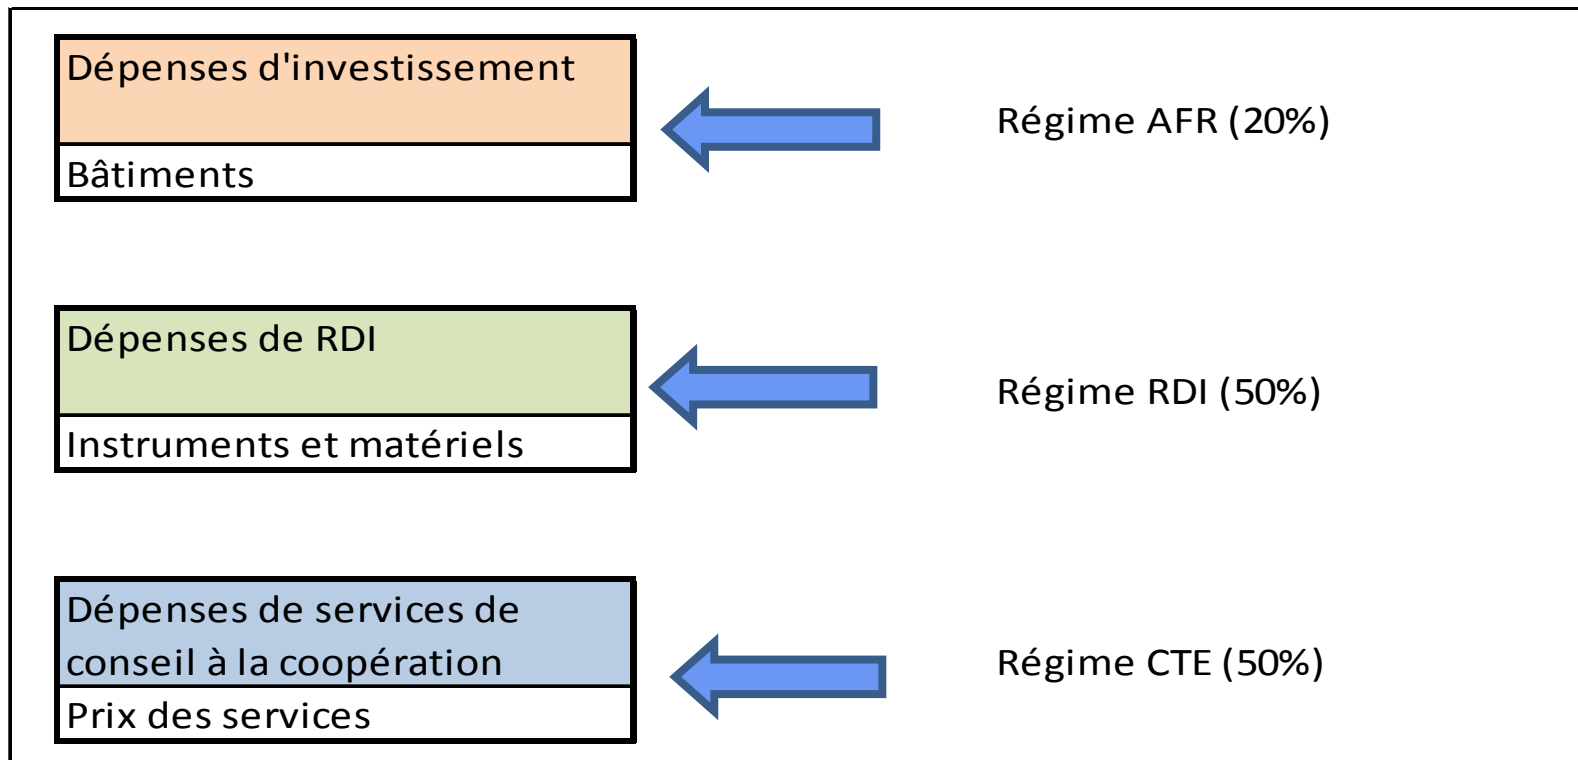 Dépenses d'investissement
Bâtiments
Régime AFR (20%)
Dépenses de RDI
Instruments et matériels
Régime RDI (50%)
Dépenses de services de
conseil à la coopération
Prix des services
Régime CTE (50%)